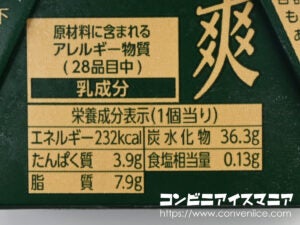 爽
原材料に含まれる
アレルギー物質
(28品目中)
乳成分
栄養成分表示(1個当り)
エネルギー232kcal 炭水化物 36.3g
たんぱく質 3.9g 食塩相当量 0.13g
脂質 7.9g
コンビニアイスマニア
https://www.conveniice.com/